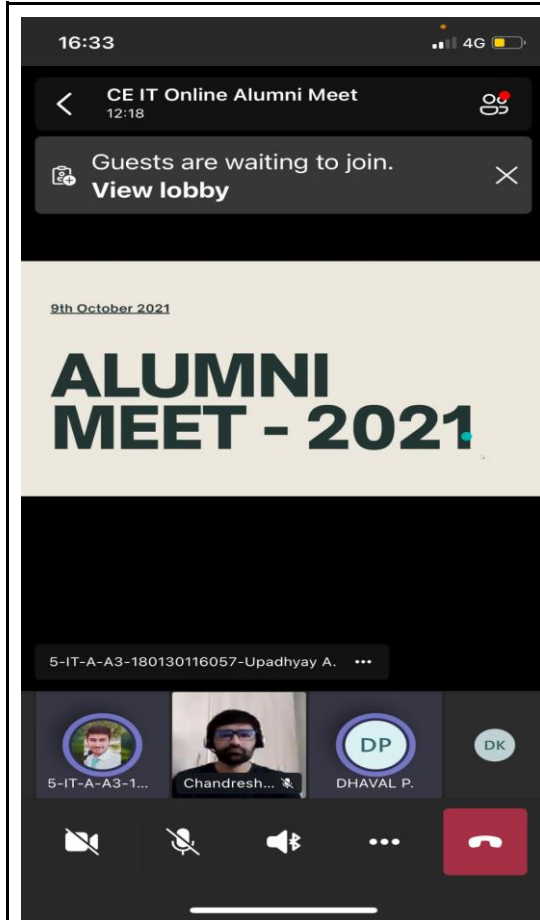 16:33
4G
CE IT Online Alumni Meet
12:18
Guests are waiting to join.
View lobby
9th October 2021
ALUMNI
MEET - 2021
5-IT-A-A3-180130116057-Upadhyay A. •••
5-IT-A-A3-1...
Chandresh...
DP
DHAVAL P.
DK